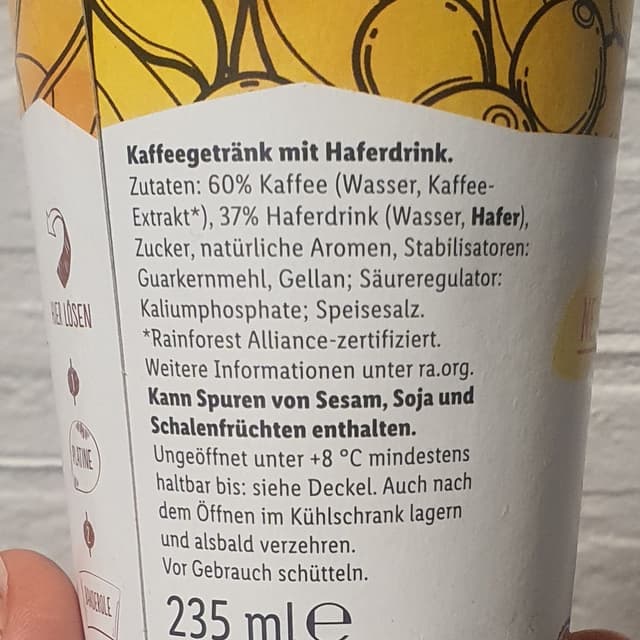 Kaffeegetränk mit Haferdrink.
Zutaten: 60% Kaffee (Wasser, Kaffee-
Extrakt*), 37% Haferdrink (Wasser, Hafer),
Zucker, natürliche Aromen, Stabilisatoren:
Guarkernmehl, Gellan; Säureregulator:
Kaliumphosphate; Speisesalz.
*Rainforest Alliance-zertifiziert.
Weitere Informationen unter ra.org.
Kann Spuren von Sesam, Soja und
Schalenfrüchten enthalten.
Ungeöffnet unter +8 °C mindestens
haltbar bis: siehe Deckel. Auch nach
dem Öffnen im Kühlschrank lagern
und alsbald verzehren.
Vor Gebrauch schütteln.
235 ml e
LÖSEN
1
PLATINE
2